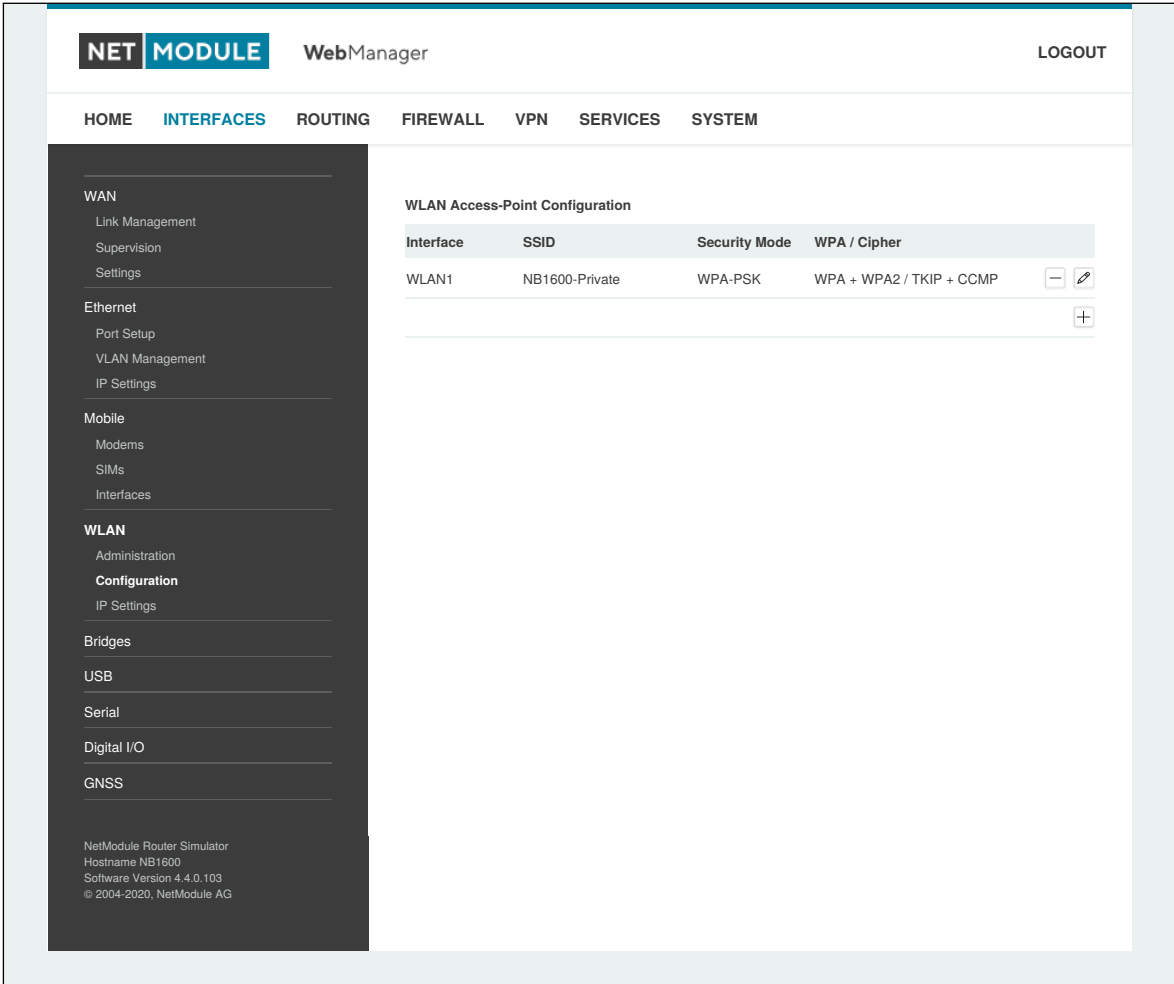 NET MODULE WebManager LOGOUT
HOME INTERFACES ROUTING FIREWALL VPN SERVICES SYSTEM
WAN
Link Management
Supervision
Settings
Ethernet
Port Setup
VLAN Management
IP Settings
Mobile
Modems
SIMs
Interfaces
WLAN
Administration
Configuration
IP Settings
Bridges
USB
Serial
Digital I/O
GNSS
NetModule Router Simulator
Hostname NB1600
Software Version 4.4.0.103
© 2004-2020, NetModule AG
WLAN Access-Point Configuration
Interface SSID Security Mode WPA / Cipher
WLAN1 NB1600-Private WPA-PSK WPA + WPA2 / TKIP + CCMP